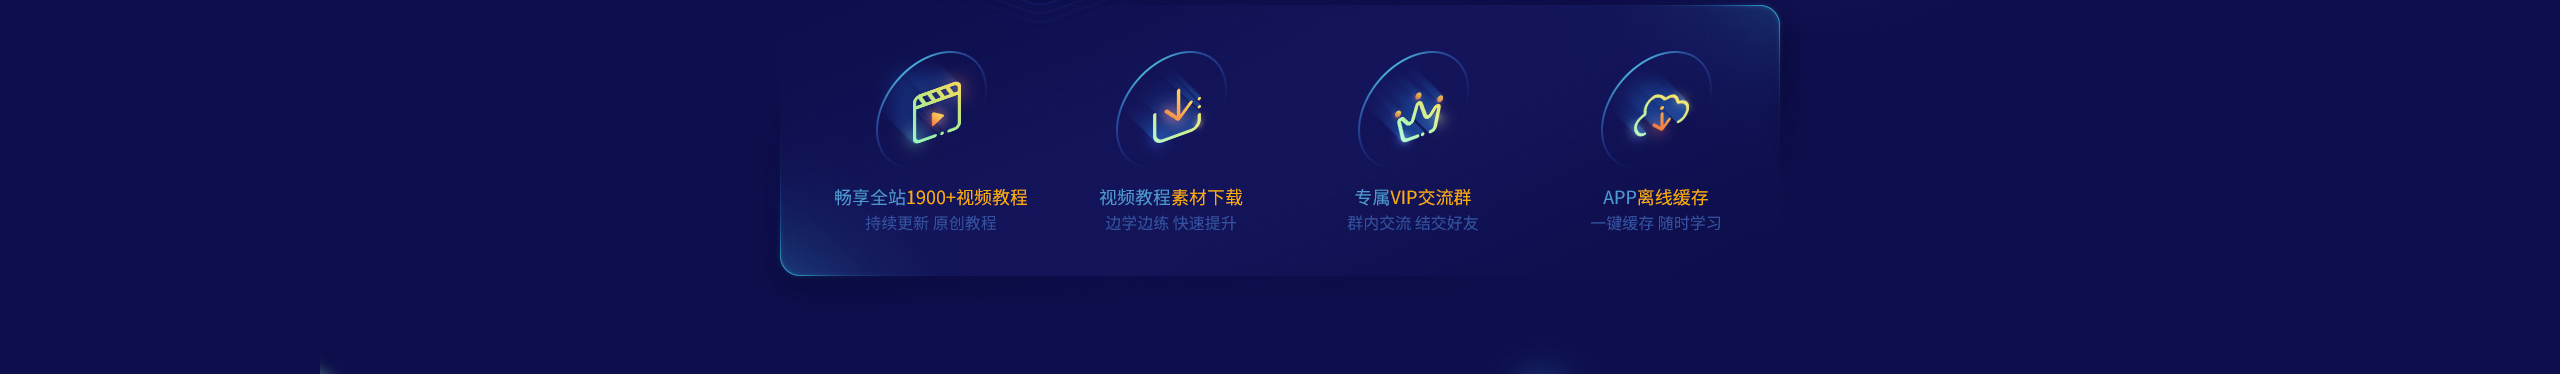 畅享全站1900+视频教程
持续更新 原创教程
视频教程素材下载
边学边练 快速提升
专属VIP交流群
群内交流 结交好友
APP离线缓存
一键缓存 随时学习